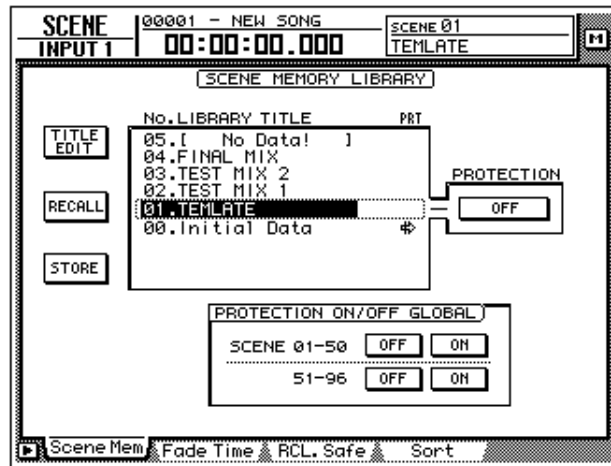 SCENE
INPUT 1
00001 - NEW SONG
00:00:00.000
SCENE 01
TEMLATE
M
SCENE MEMORY LIBRARY
No.LIBRARY TITLE PRT
TITLE EDIT
RECALL
STORE
05.[ No Data! ]
04.FINAL MIX
03.TEST MIX 2
02.TEST MIX 1
01.TEMLATE
00.Initial Data
PROTECTION
OFF
PROTECTION ON/OFF GLOBAL
SCENE 01-50 OFF ON
51-96 OFF ON
Scene Mem Fade Time RCL. Safe Sort